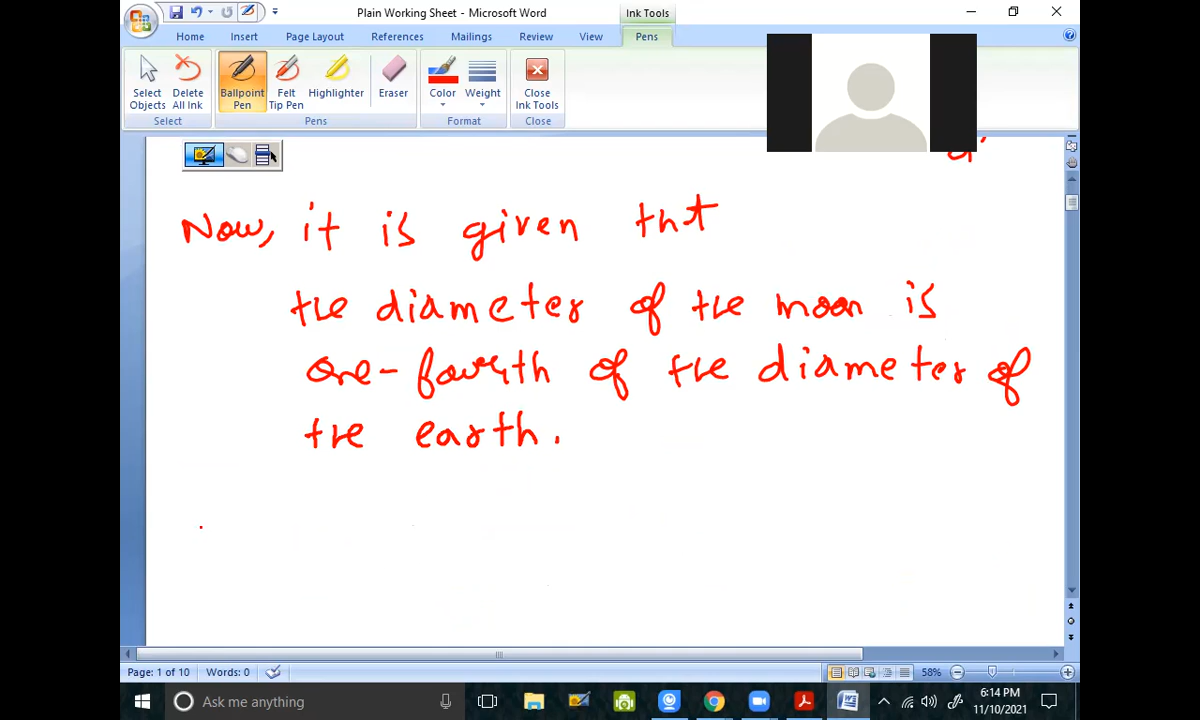 Plain Working Sheet - Microsoft Word
Ink Tools
Home Insert Page Layout References Mailings Review View Pens
Select Objects
Delete All Ink
Ballpoint Pen
Felt Tip Pen
Highlighter
Eraser
Color
Weight
Close Ink Tools
Select Pens Format Close
Now, it is given tht
the diameter of the moon is
one-fourth of the diameter of
the earth.
Page: 1 of 10 Words: 0 58%
Ask me anything
6:14 PM
11/10/2021